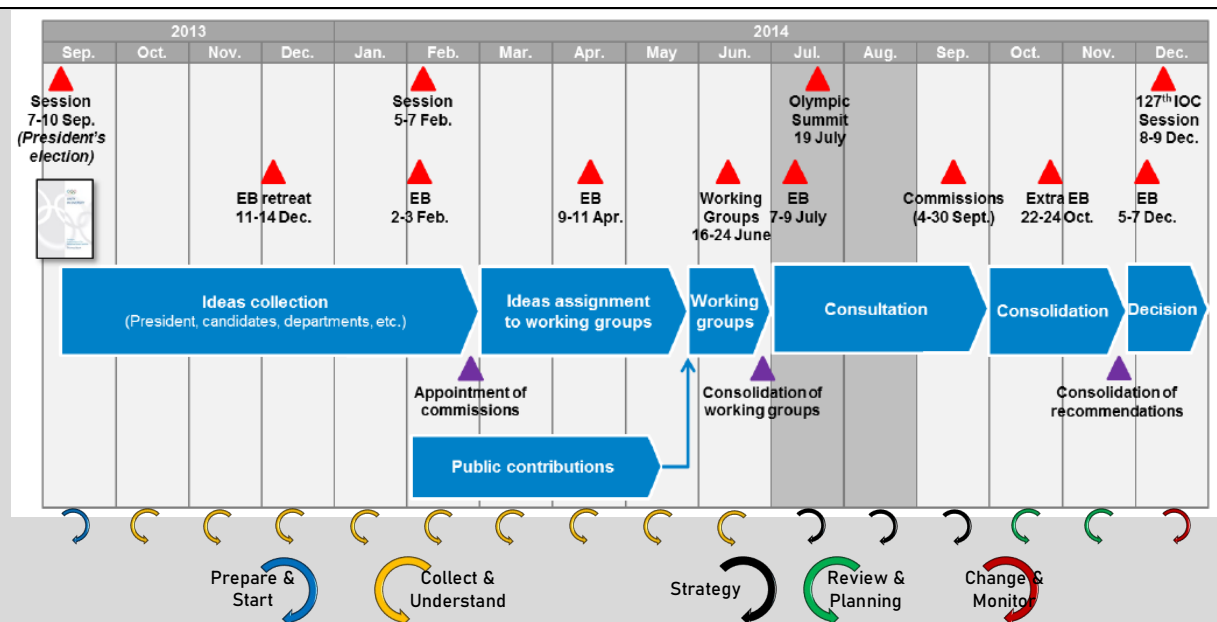 2013 2014
Sep. Oct. Nov. Dec. Jan. Feb. Mar. Apr. May Jun. Jul. Aug. Sep. Oct. Nov. Dec.
Session
7-10 Sep.
(President's
election)
Session
5-7 Feb.
Olympic
Summit
19 July
127th IOC
Session
8-9 Dec.
EB retreat
11-14 Dec.
EB
2-3 Feb.
EB
9-11 Apr.
Working
Groups
16-24 June
EB
7-9 July
Commissions
(4-30 Sept.)
Extra EB
22-24 Oct.
EB
5-7 Dec.
Ideas collection
(President, candidates, departments, etc.)
Ideas assignment
to working groups
Working
groups
Consultation
Consolidation
Decision
Appointment of
commissions
Consolidation of
working groups
Consolidation of
recommendations
Public contributions
Prepare &
Start
Collect &
Understand
Strategy
Review &
Planning
Change &
Monitor